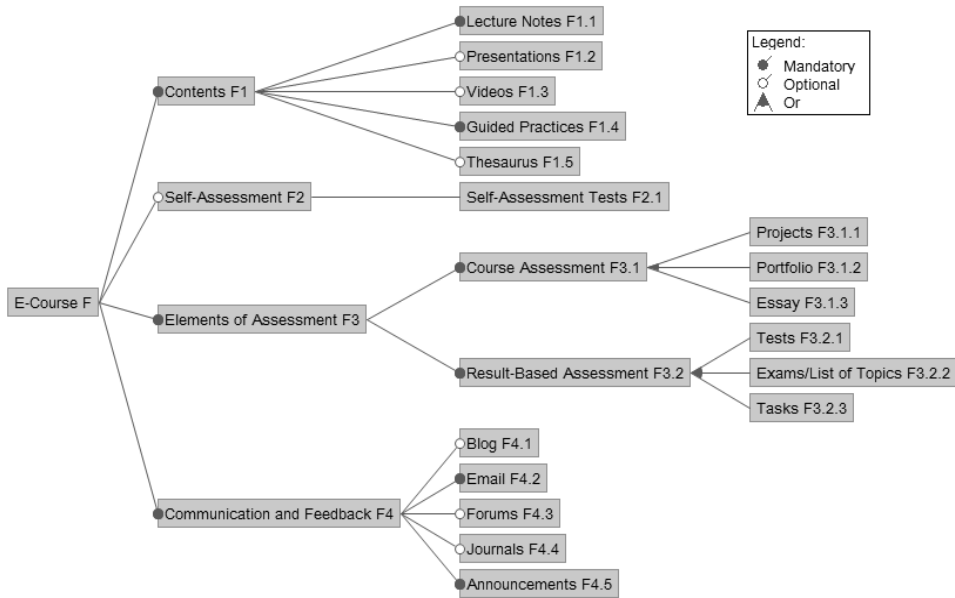 Lecture Notes F1.1
Legend:
Mandatory
Optional
Or
Presentations F1.2
Contents F1
Videos F1.3
Guided Practices F1.4
Thesaurus F1.5
Self-Assessment F2
Self-Assessment Tests F2.1
Projects F3.1.1
Course Assessment F3.1
Portfolio F3.1.2
E-Course F
Essay F3.1.3
Elements of Assessment F3
Tests F3.2.1
Result-Based Assessment F3.2
Exams/List of Topics F3.2.2
Tasks F3.2.3
Blog F4.1
Email F4.2
Communication and Feedback F4
Forums F4.3
Journals F4.4
Announcements F4.5